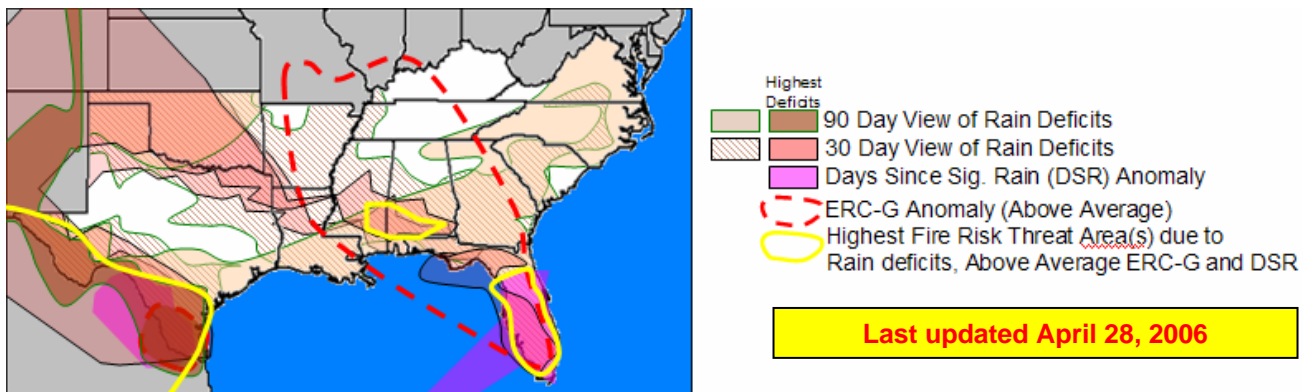 Highest
Deficits
90 Day View of Rain Deficits
30 Day View of Rain Deficits
Days Since Sig. Rain (DSR) Anomaly
ERC-G Anomaly (Above Average)
Highest Fire Risk Threat Area(s) due to
Rain deficits, Above Average ERC-G and DSR
Last updated April 28, 2006